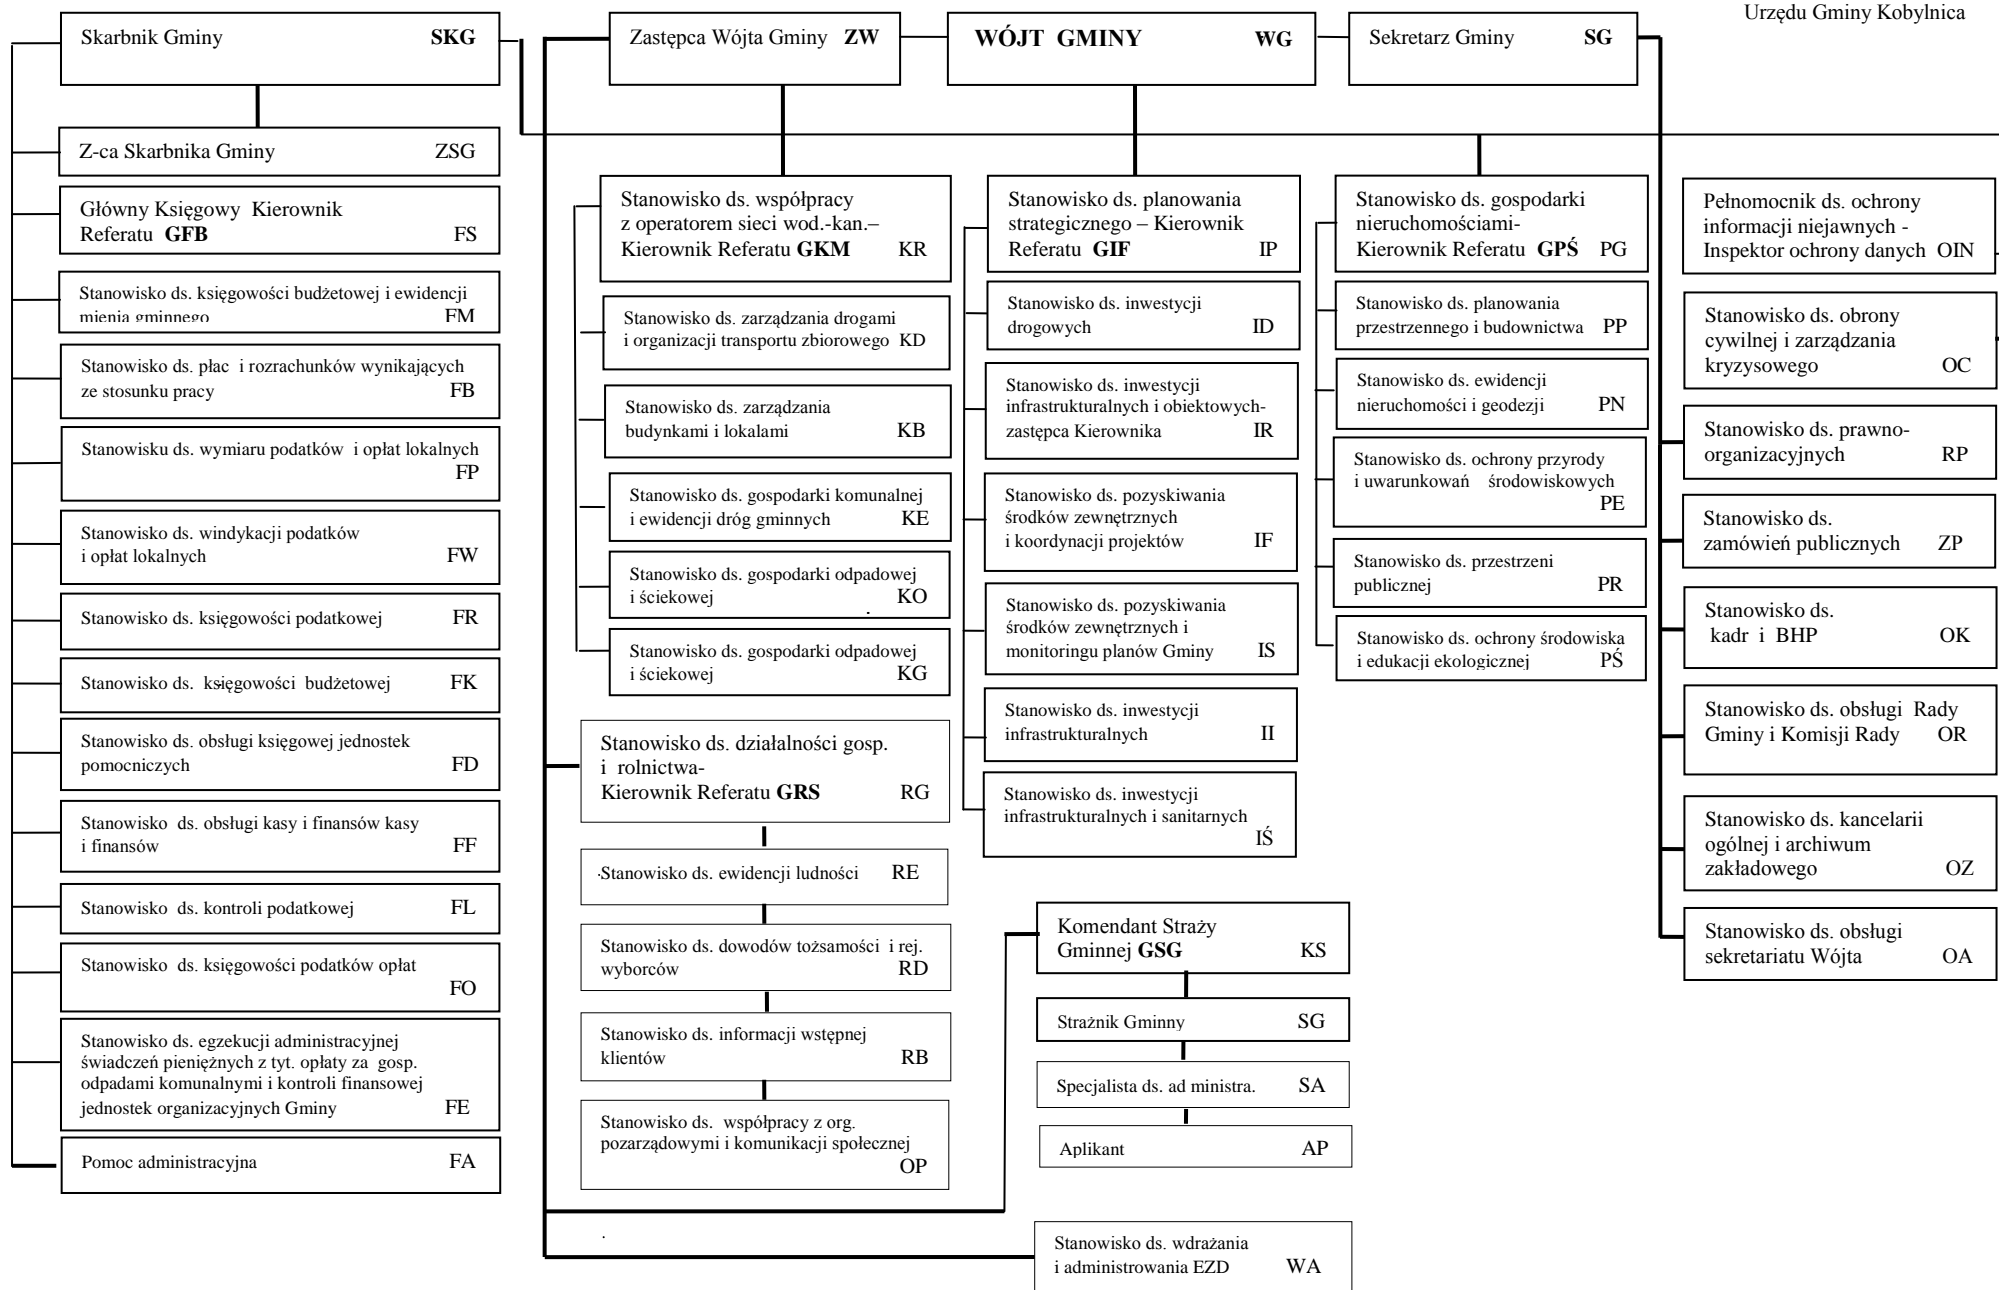 Urzędu Gminy Kobylnica
Skarbnik Gminy SKG
Zastępca Wójta Gminy ZW
WÓJT GMINY WG
Sekretarz Gminy SG
Z-ca Skarbnika Gminy ZSG
Główny Księgowy Kierownik
Referatu GFB FS
Stanowisko ds. księgowości budżetowej i ewidencji
mienia gminnego FM
Stanowisko ds. płac i rozrachunków wynikających
ze stosunku pracy FB
Stanowisku ds. wymiaru podatków i opłat lokalnych
FP
Stanowisko ds. windykacji podatków
i opłat lokalnych FW
Stanowisko ds. księgowości podatkowej FR
Stanowisko ds. księgowości budżetowej FK
Stanowisko ds. obsługi księgowej jednostek
pomocniczych FD
Stanowisko ds. obsługi kasy i finansów kasy
i finansów FF
Stanowisko ds. kontroli podatkowej FL
Stanowisko ds. księgowości podatków opłat
FO
Stanowisko ds. egzekucji administracyjnej
świadczeń pieniężnych z tyt. opłaty za gosp.
odpadami komunalnymi i kontroli finansowej
jednostek organizacyjnych Gminy FE
Pomoc administracyjna FA
Stanowisko ds. współpracy
z operatorem sieci wod.-kan.–
Kierownik Referatu GKM KR
Stanowisko ds. zarządzania drogami
i organizacji transportu zbiorowego KD
Stanowisko ds. zarządzania
budynkami i lokalami KB
Stanowisko ds. gospodarki komunalnej
i ewidencji dróg gminnych KE
Stanowisko ds. gospodarki odpadowej
i ściekowej KO
.
Stanowisko ds. gospodarki odpadowej
i ściekowej KG
Stanowisko ds. działalności gosp.
i rolnictwa-
Kierownik Referatu GRS RG
.Stanowisko ds. ewidencji ludności RE
Stanowisko ds. dowodów tożsamości i rej.
wyborców RD
Stanowisko ds. informacji wstępnej
klientów RB
Stanowisko ds. współpracy z org.
pozarządowymi i komunikacji społecznej
OP
.
Stanowisko ds. planowania
strategicznego – Kierownik
Referatu GIF IP
Stanowisko ds. inwestycji
drogowych ID
Stanowisko ds. inwestycji
infrastrukturalnych i obiektowych-
zastępca Kierownika IR
Stanowisko ds. pozyskiwania
środków zewnętrznych
i koordynacji projektów IF
Stanowisko ds. pozyskiwania
środków zewnętrznych i
monitoringu planów Gminy IS
Stanowisko ds. inwestycji
infrastrukturalnych II
Stanowisko ds. inwestycji
infrastrukturalnych i sanitarnych
IŚ
Komendant Straży
Gminnej GSG KS
Strażnik Gminny SG
Specjalista ds. ad ministra. SA
Aplikant AP
Stanowisko ds. wdrażania
i administrowania EZD WA
Stanowisko ds. gospodarki
nieruchomościami-
Kierownik Referatu GPŚ PG
Stanowisko ds. planowania
przestrzennego i budownictwa PP
Stanowisko ds. ewidencji
nieruchomości i geodezji PN
Stanowisko ds. ochrony przyrody
i uwarunkowań środowiskowych
PE
Stanowisko ds. przestrzeni
publicznej PR
Stanowisko ds. ochrony środowiska
i edukacji ekologicznej PŚ
Pełnomocnik ds. ochrony
informacji niejawnych -
Inspektor ochrony danych OIN
Stanowisko ds. obrony
cywilnej i zarządzania
kryzysowego OC
Stanowisko ds. prawno-
organizacyjnych RP
Stanowisko ds.
zamówień publicznych ZP
Stanowisko ds.
kadr i BHP OK
Stanowisko ds. obsługi Rady
Gminy i Komisji Rady OR
Stanowisko ds. kancelarii
ogólnej i archiwum
zakładowego OZ
Stanowisko ds. obsługi
sekretariatu Wójta OA